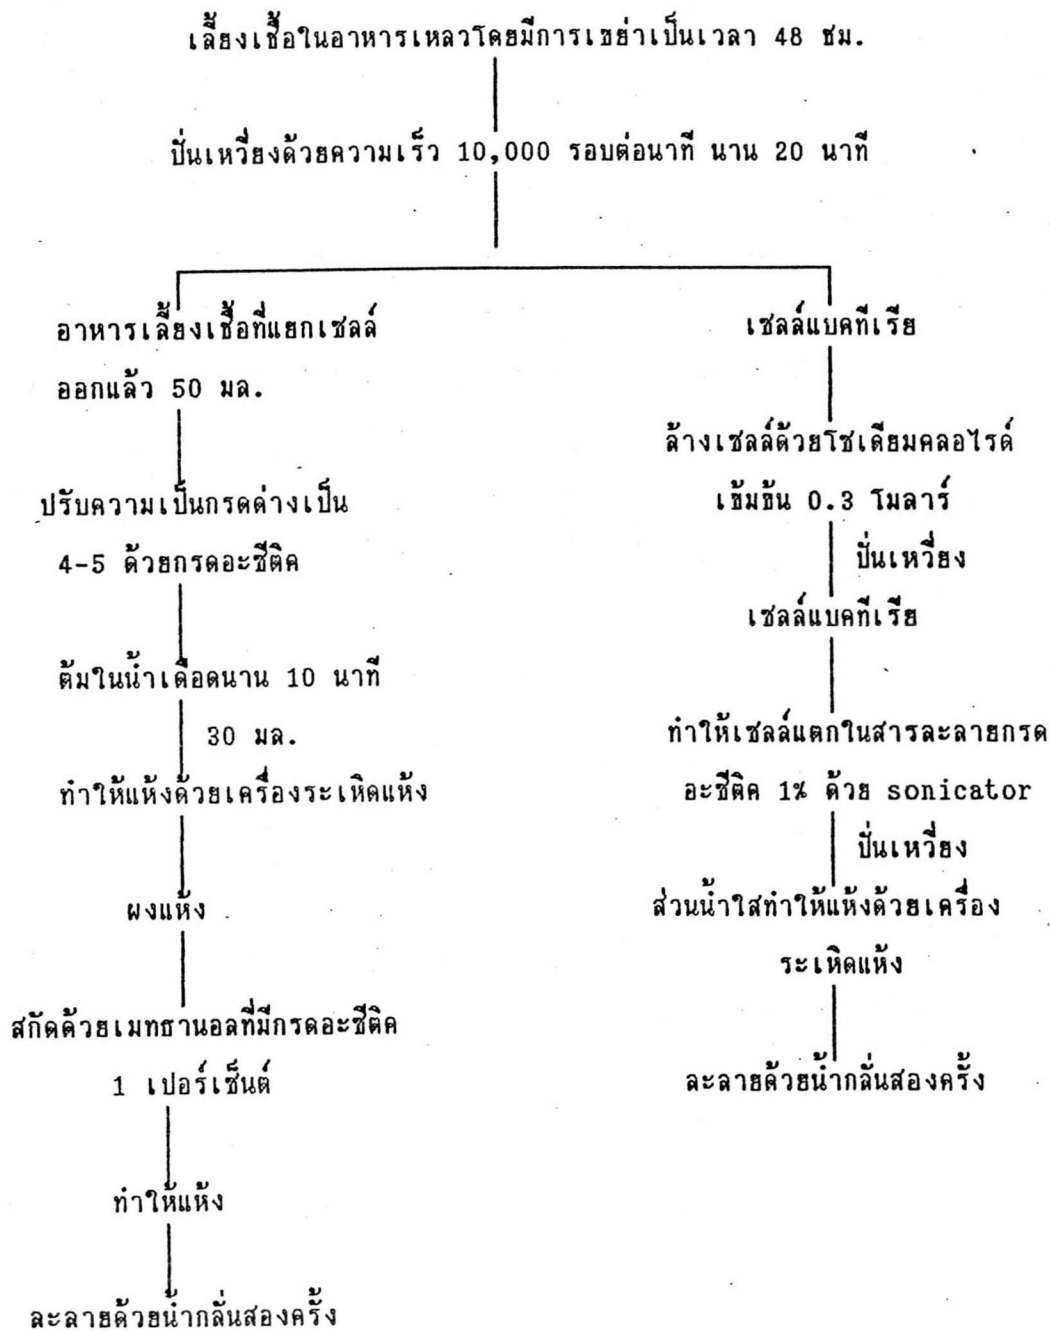 เลี้ยงเชื้อในอาหารเหลวโดยมีการเขย่าเป็นเวลา 48 ชม.
ปั่นเหวี่ยงด้วยความเร็ว 10,000 รอบต่อนาที นาน 20 นาที
อาหารเลี้ยงเชื้อที่แยกเซลล์
ออกแล้ว 50 มล.
ปรับความเป็นกรดด่างเป็น
4-5 ด้วยกรดอะซีติค
ต้มในน้ำเดือดนาน 10 นาที
30 มล.
ทำให้แห้งด้วยเครื่องระเหิดแห้ง
ผงแห้ง
สกัดด้วยเมทธานอลที่มีกรดอะซีติค
1 เปอร์เซ็นต์
ทำให้แห้ง
ละลายด้วยน้ำกลั่นสองครั้ง
เซลล์แบคทีเรีย
ล้างเซลล์ด้วยโซเดียมคลอไรด์
เข้มข้น 0.3 โมลาร์
ปั่นเหวี่ยง
เซลล์แบคทีเรีย
ทำให้เซลล์แตกในสารละลายกรด
อะซีติค 1% ด้วย sonicator
ปั่นเหวี่ยง
ส่วนน้ำใสทำให้แห้งด้วยเครื่อง
ระเหิดแห้ง
ละลายด้วยน้ำกลั่นสองครั้ง